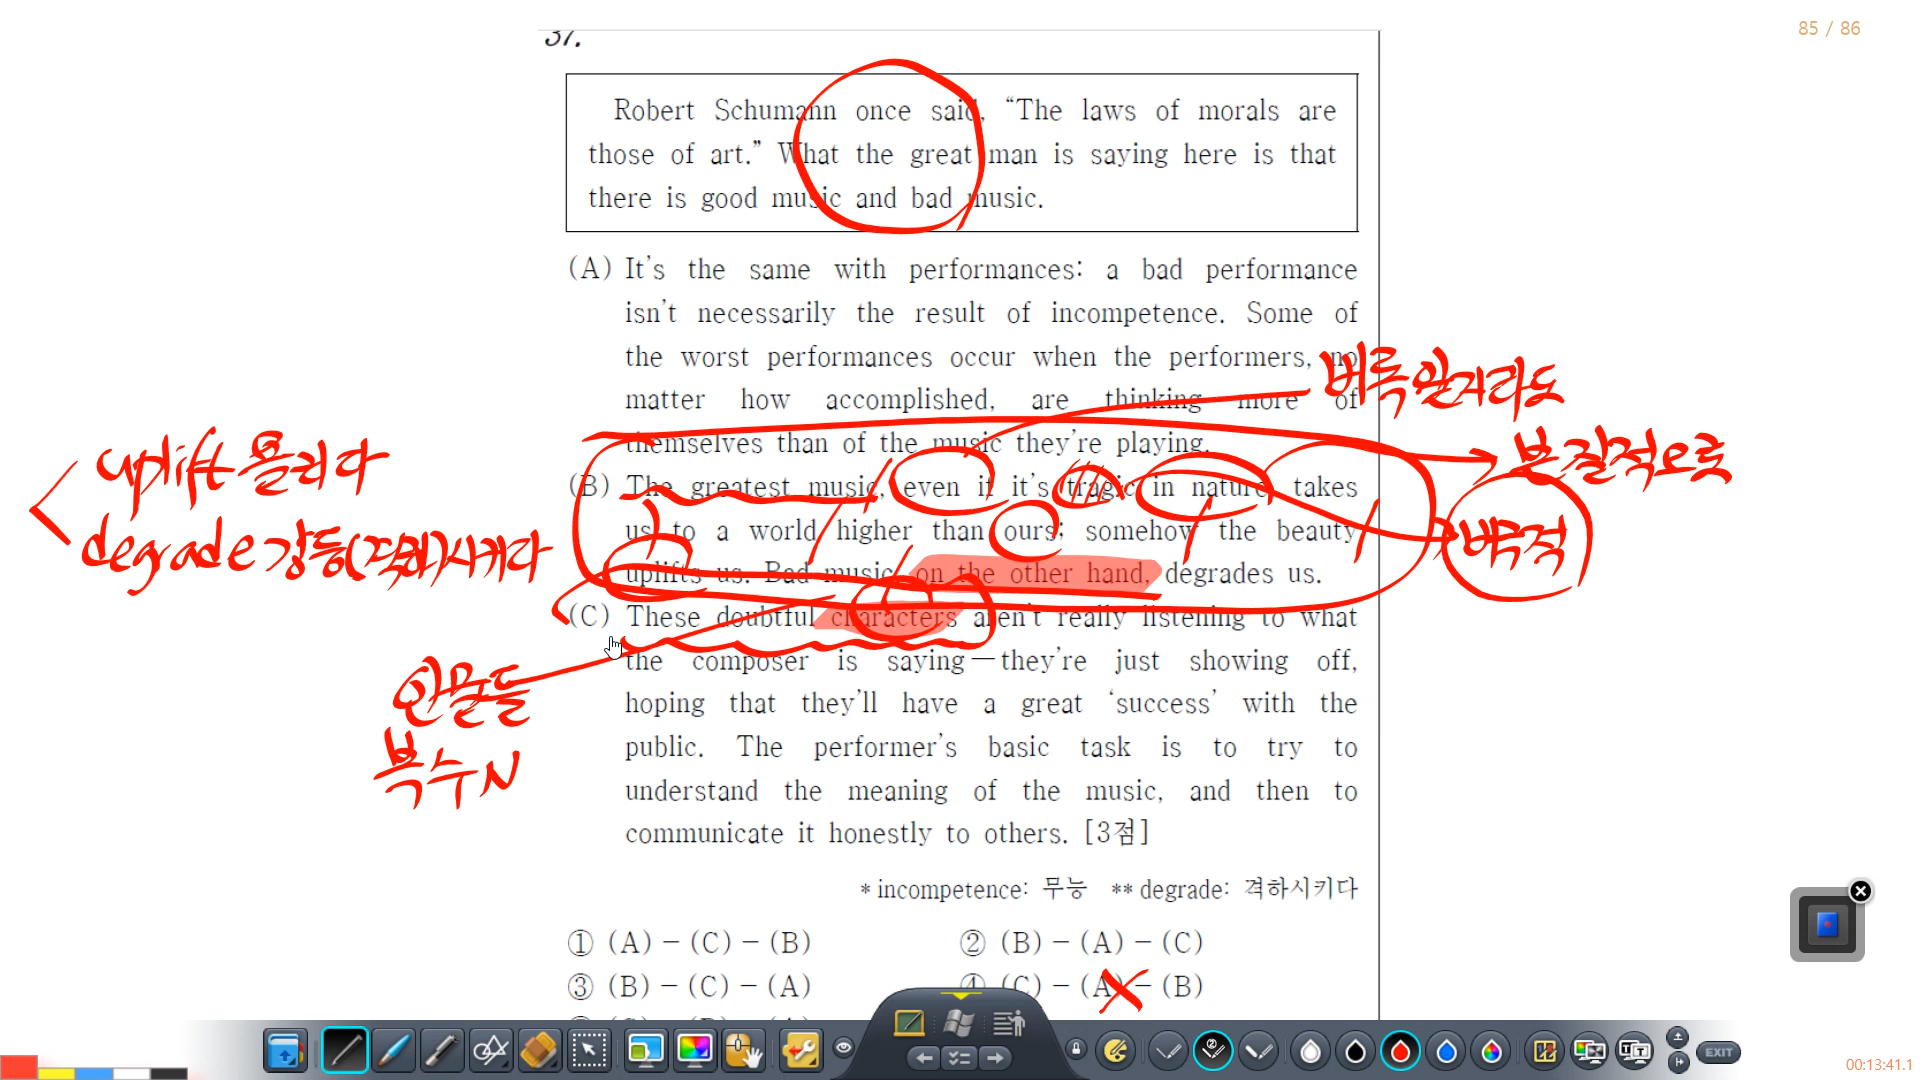 85 / 86
37.
Robert Schumann once said, “The laws of morals are
those of art.” What the great man is saying here is that
there is good music and bad music.
(A) It’s the same with performances: a bad performance
isn’t necessarily the result of incompetence. Some of
the worst performances occur when the performers, no
matter how accomplished, are thinking more of
themselves than of the music they’re playing.
(B) The greatest music, even if it’s tragic in nature, takes
us to a world higher than ours; somehow the beauty
uplifts us. Bad music, on the other hand, degrades us.
(C) These doubtful characters aren’t really listening to what
the composer is saying—they’re just showing off,
hoping that they’ll have a great ‘success’ with the
public. The performer’s basic task is to try to
understand the meaning of the music, and then to
communicate it honestly to others. [3점]
* incompetence: 무능 ** degrade: 격하시키다
① (A)－(C)－(B) ② (B)－(A)－(C)
③ (B)－(C)－(A) ④ (C)－(A)－(B)
uplift 올리다
degrade 강등(격하)시키다
비록 일지라도
본질적으로
비극적
인물들
복수N
EXIT
00:13:41.1